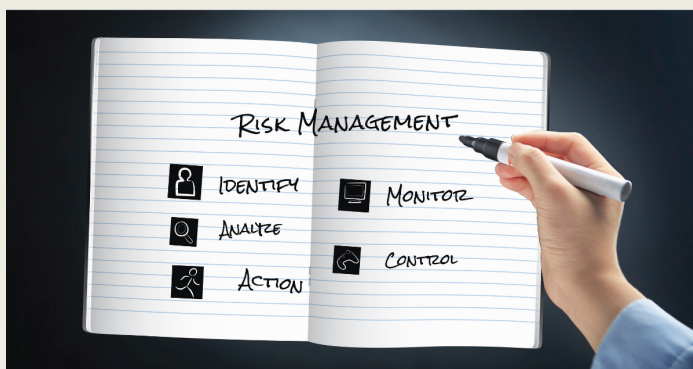 RISK MANAGEMENT
IDENTIFY
ANALYZE
ACTION
MONITOR
CONTROL